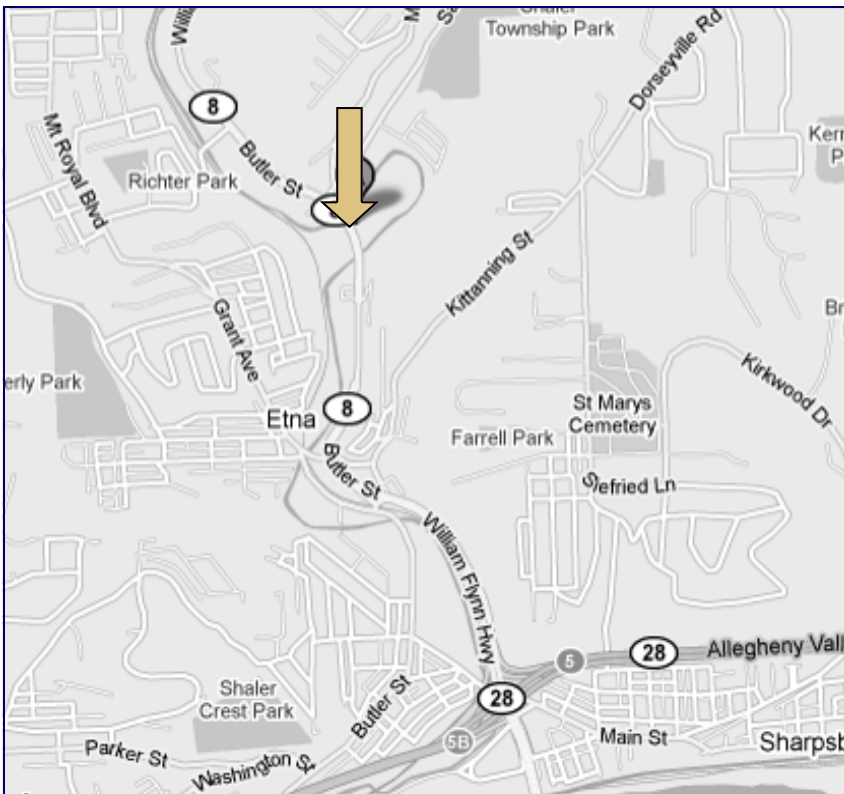 Township Park
Dorseyville Rd
8
Mt Royal Blvd
Butler St
Richter Park
Kittanning St
Grant Ave
erly Park
Kirkwood Dr
8
Etna
St Marys
Cemetery
Farrell Park
Butler St
Siefried Ln
William Flynn Hwy
5
28
Allegheny Vall
Shaler
Crest Park
Butler St
28
5B
Main St
Sharpsb
Parker St
Washington St